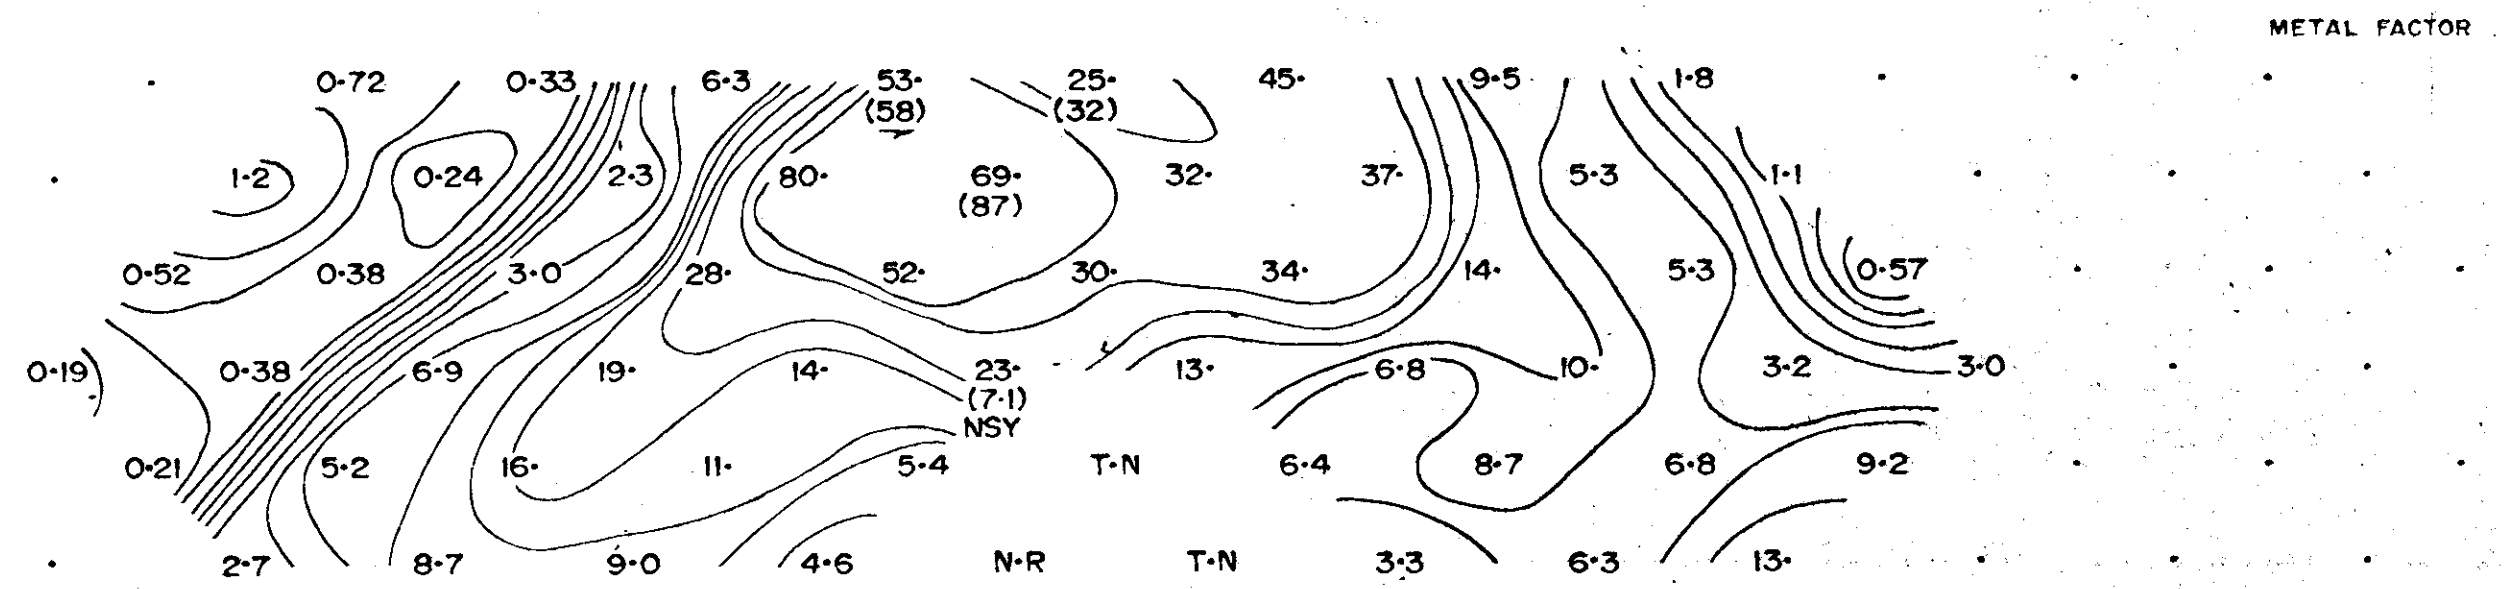 METAL FACTOR
0·72 0·33 6·3 53· 25· 45· 9·5 1·8
(58) (32)
1·2 0·24 2·3 80· 69· 32· 37· 5·3 1·1
(87)
0·52 0·38 3·0 28· 52· 30· 34· 14· 5·3 0·57
0·19 0·38 6·9 19· 14· 23· 13· 6·8 10· 3·2 3·0
(7·1)
NSY
0·21 5·2 16· 11· 5·4 T·N 6·4 8·7 6·8 9·2
2·7 8·7 9·0 4·6 N·R T·N 3·3 6·3 13·